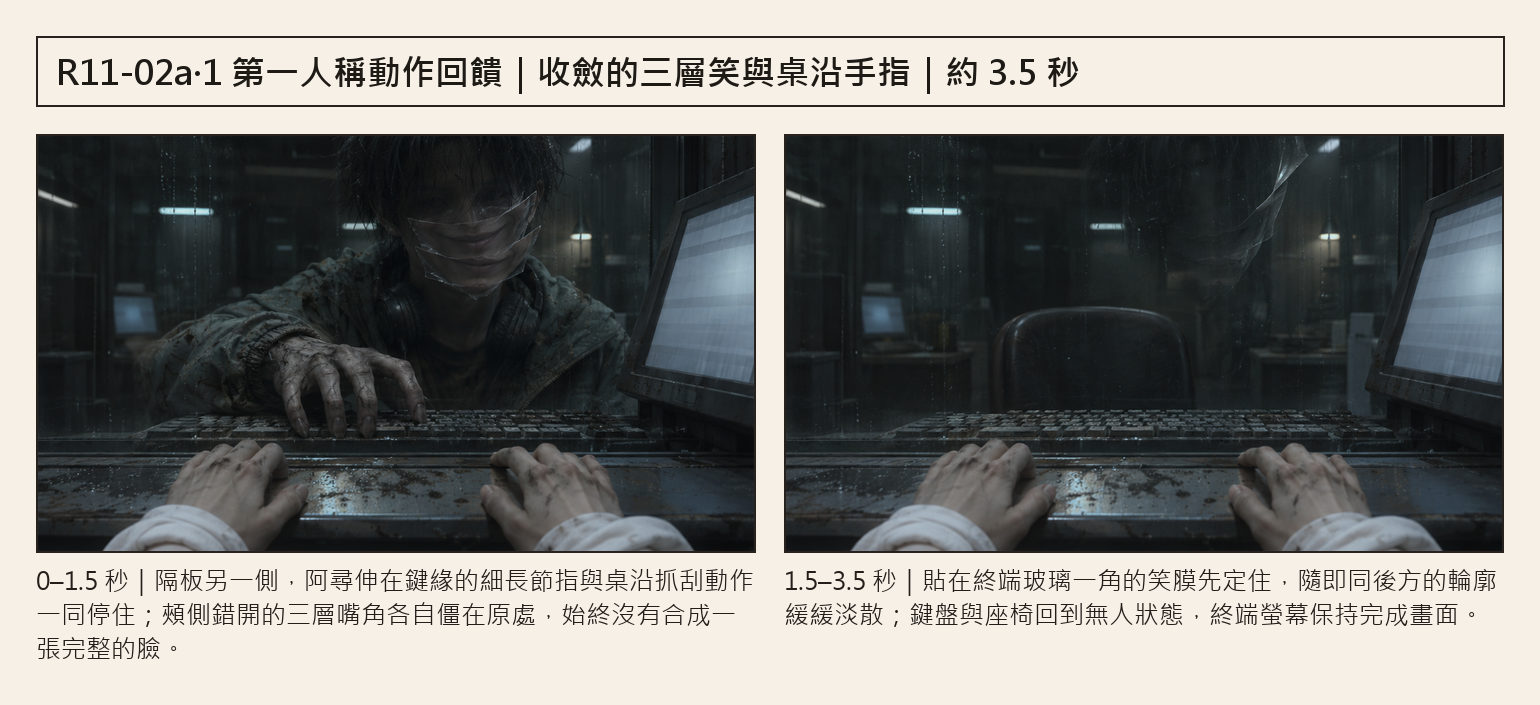 R11-02a·1 第一人稱動作回饋｜收斂的三層笑與桌沿手指｜約 3.5 秒
0–1.5 秒｜隔板另一側，阿尋伸在鍵緣的細長節指與桌沿抓刮動作
一同停住；頰側錯開的三層嘴角各自僵在原處，始終沒有合成一
張完整的臉。
1.5–3.5 秒｜貼在終端玻璃一角的笑膜先定住，隨即同後方的輪廓
緩緩淡散；鍵盤與座椅回到無人狀態，終端螢幕保持完成畫面。